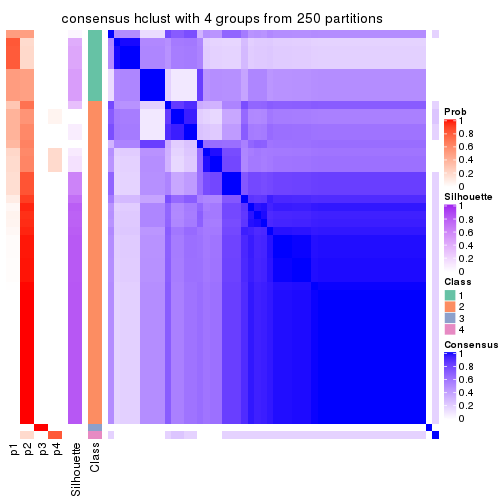 consensus hclust with 4 groups from 250 partitions
Prob
1
0.8
0.6
0.4
0.2
0
Silhouette
1
0.8
0.6
0.4
0.2
0
Class
1
2
3
4
Consensus
1
0.8
0.6
0.4
0.2
0
p1
p2
p3
p4
Silhouette
Class